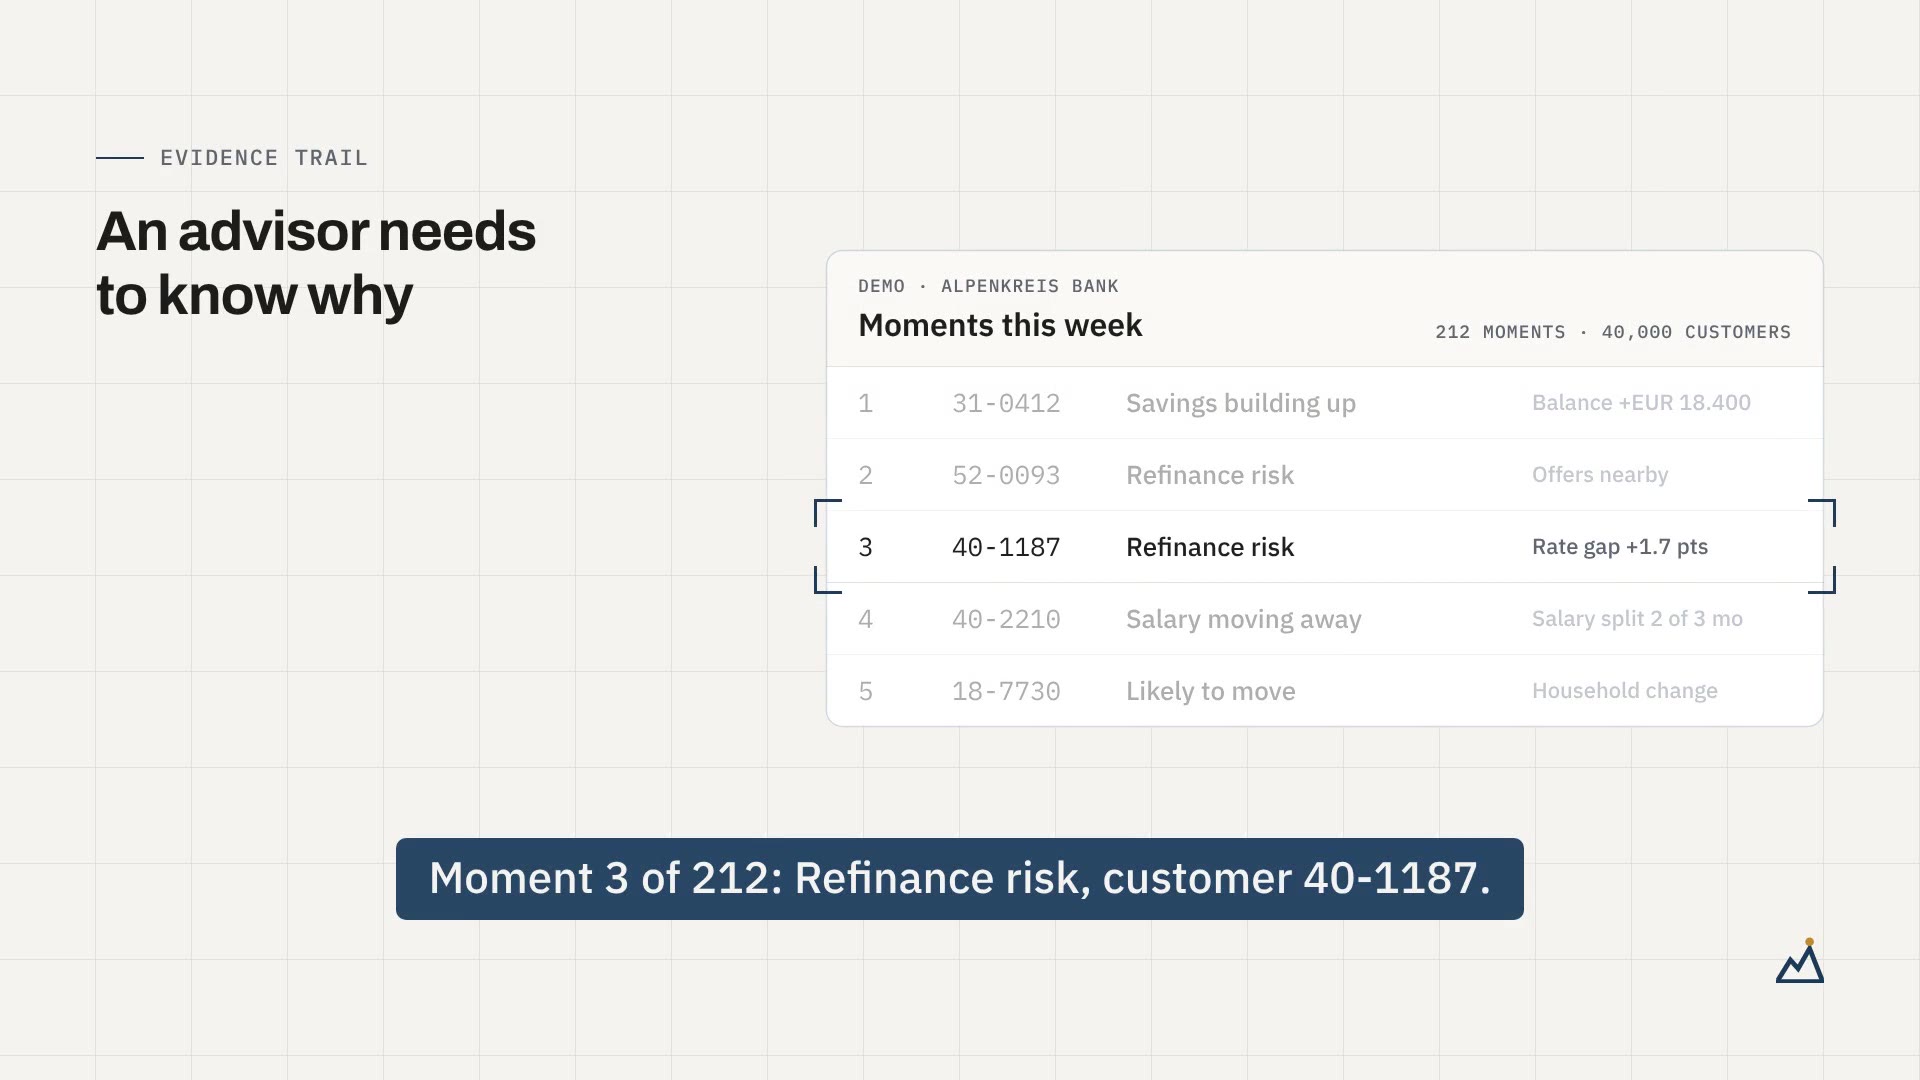 EVIDENCE TRAIL
An advisor needs
to know why
DEMO · ALPENKREIS BANK
Moments this week
212 MOMENTS · 40,000 CUSTOMERS
1 31-0412 Savings building up Balance +EUR 18.400
2 52-0093 Refinance risk Offers nearby
3 40-1187 Refinance risk Rate gap +1.7 pts
4 40-2210 Salary moving away Salary split 2 of 3 mo
5 18-7730 Likely to move Household change
Moment 3 of 212: Refinance risk, customer 40-1187.